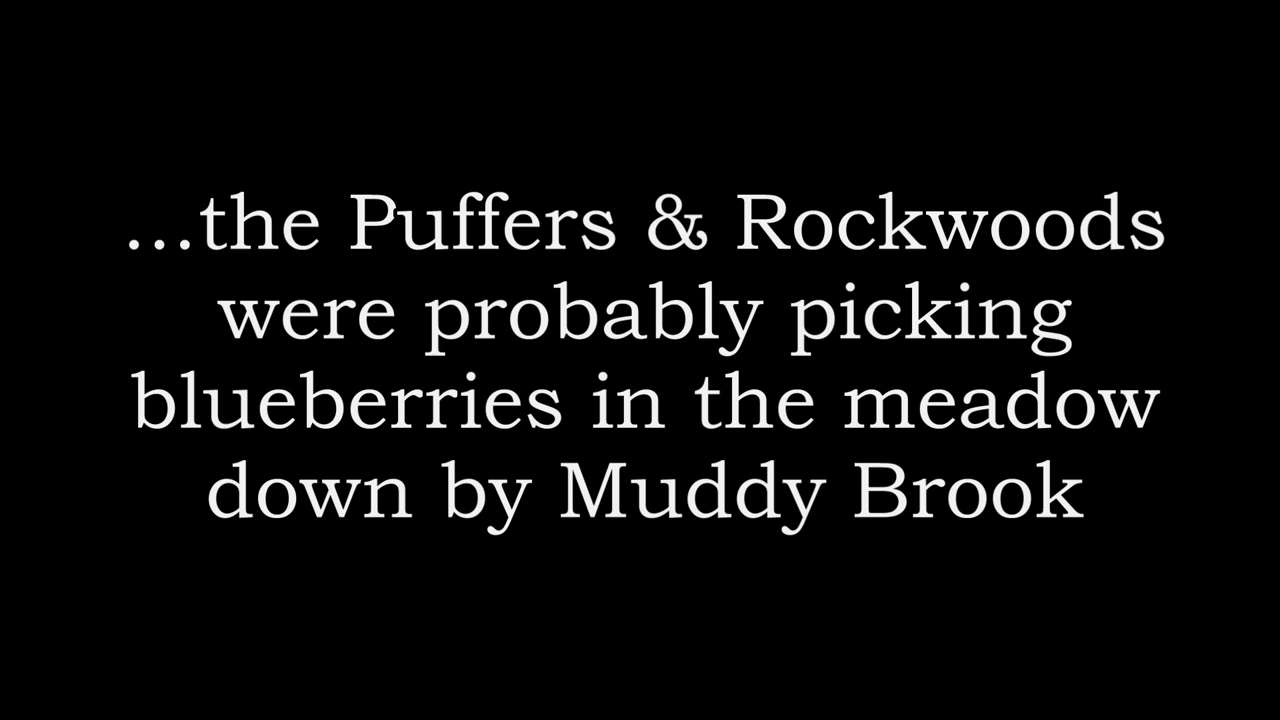 ...the Puffers & Rockwoods
were probably picking
blueberries in the meadow
down by Muddy Brook